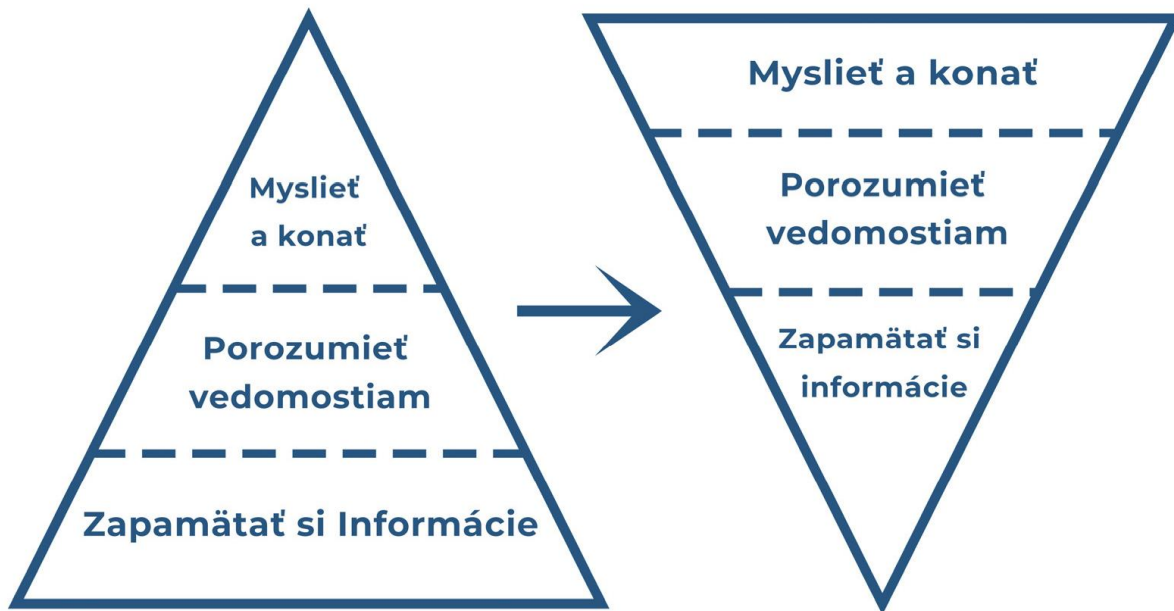 Myslieť
a konať
Porozumieť
vedomostiam
Zapamätať si Informácie
Myslieť a konať
Porozumieť
vedomostiam
Zapamätať si
informácie